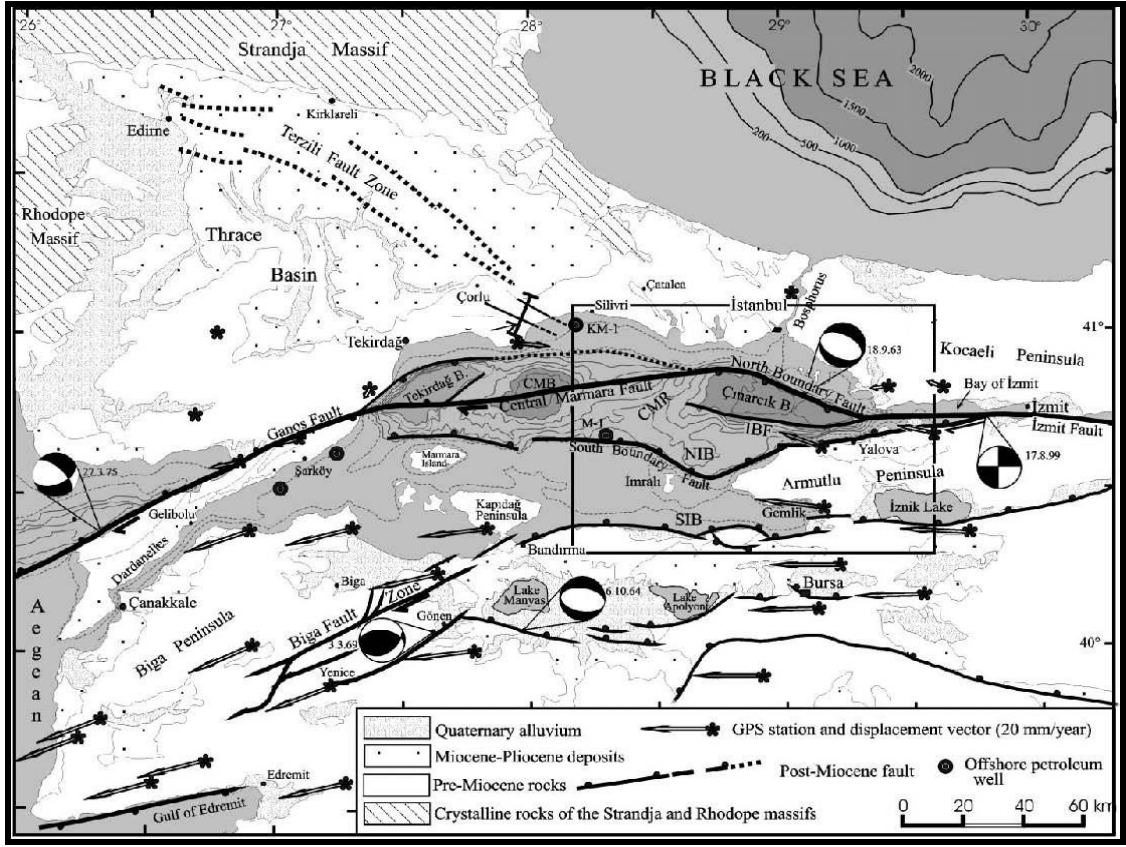 26°
27°
28°
29°
30°
Strandja
Massif
BLACK SEA
2000
1500
1000
500
200
Kirklareli
Edirne
Terzili Fault Zone
Rhodope
Massif
Thrace
Basin
Çatalca
Çorlu
Silivri
İstanbul
Bosphorus
KM-1
41°
Tekirdağ
18.9.63
Kocaeli Peninsula
North Boundary Fault
Bay of İzmit
Tekirdağ B.
CMB
Central Marmara Fault
CMR
Çınarcık B.
İzmit
İzmit Fault
Ganos Fault
IBF
M-1
South Boundary Fault
NIB
Yalova
Marmara
Island
22.3.75
Şarköy
İmralı
Armutlu Peninsula
17.8.99
Gelibolu
Kapıdağ
Peninsula
Gemlik
İznik Lake
SIB
Dardanelles
Bandırma
Biga
Bursa
Aegean
Çanakkale
Lake
Manyas
6.10.64
Lake
Apolyont
Biga Peninsula
Biga Fault Zone
Gönen
3.3.69
40°
Yenice
Edremit
Gulf of Edremit
Quaternary alluvium
GPS station and displacement vector (20 mm/year)
Miocene-Pliocene deposits
Pre-Miocene rocks
Post-Miocene fault
Offshore petroleum
well
Crystalline rocks of the Strandja and Rhodope massifs
0 20 40 60 km